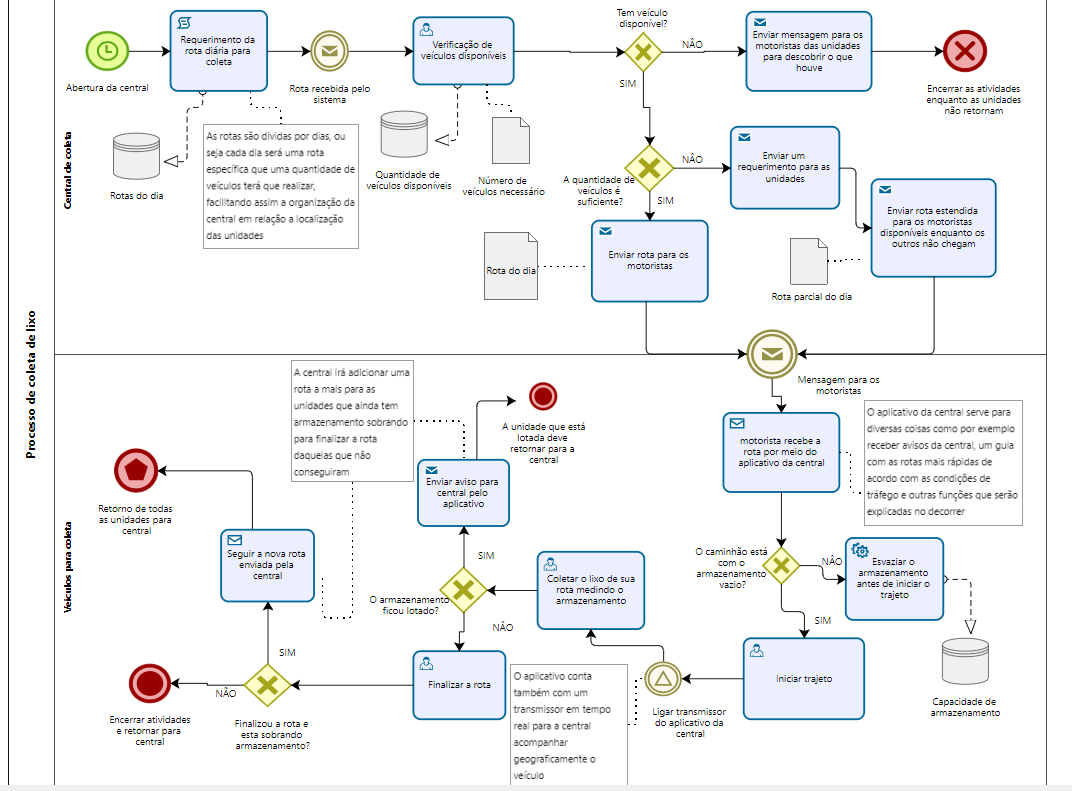 Processo de coleta de lixo
Central de coleta
Abertura da central
Requerimento da
rota diária para
coleta
Rota recebida pelo
sistema
Verificação de
veículos disponíveis
Tem veículo
disponível?
NÃO
SIM
Enviar mensagem para os
motoristas das unidades
para descobrir o que
houve
Encerrar as atividades
enquanto as unidades
não retornam
Rotas do dia
As rotas são dividas por dias, ou
seja cada dia será uma rota
específica que uma quantidade de
veículos terá que realizar,
facilitando assim a organização da
central em relação a localização
das unidades
Quantidade de
veículos disponíveis
Número de
veículos necessário
A quantidade de
veículos é
suficiente?
NÃO
SIM
Enviar um
requerimento para as
unidades
Enviar rota estendida
para os motoristas
disponíveis enquanto os
outros não chegam
Rota parcial do dia
Rota do dia
Enviar rota para os
motoristas
Mensagem para os
motoristas
Veiculos para coleta
motorista recebe a
rota por meio do
aplicativo da central
O aplicativo da central serve para
diversas coisas como por exemplo
receber avisos da central, um guia
com as rotas mais rápidas de
acordo com as condições de
tráfego e outras funções que serão
explicadas no decorrer
O caminhão está
com o
armazenamento
vazio?
NÃO
SIM
Esvaziar o
armazenamento
antes de iniciar o
trajeto
Capacidade de
armazenamento
Iniciar trajeto
Ligar transmissor
do aplicativo da
central
O aplicativo conta
também com um
transmissor em tempo
real para a central
acompanhar
geograficamente o
veículo
Coletar o lixo de sua
rota medindo o
armazenamento
O armazenamento
ficou lotado?
SIM
NÃO
Enviar aviso para
central pelo
aplicativo
A unidade que está
lotada deve
retornar para a
central
A central irá adicionar uma
rota a mais para as
unidades que ainda tem
armazenamento sobrando
para finalizar a rota
daquelas que não
conseguiram
Finalizar a rota
Finalizou a rota e
esta sobrando
armazenamento?
SIM
NÃO
Seguir a nova rota
enviada pela
central
Retorno de todas
as unidades para
central
Encerrar atividades
e retornar para
central